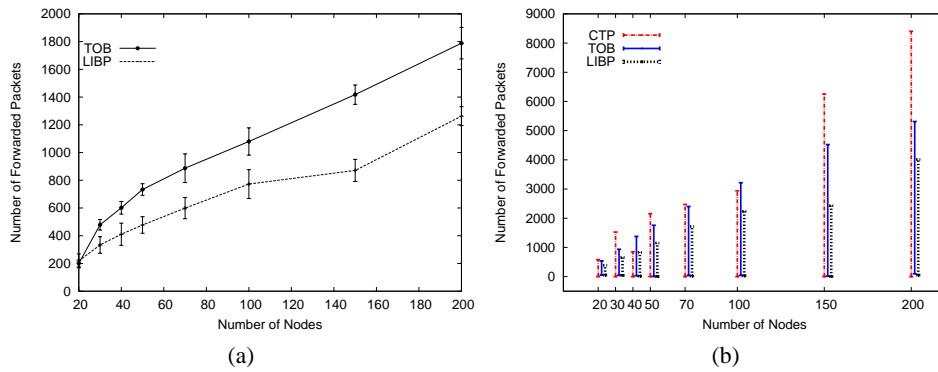 1800 2000
1600
1400
1200
1000
800
600
400
200
0
TOB
LIBP
Number of Forwarded Packets
20 40 60 80 100 120 140 160 180 200
Number of Nodes
(a)
9000
8000
7000
6000
5000
4000
3000
2000
1000
0
CTP
TOB
LIBP
Number of Forwarded Packets
20 30 40 50 70 100 150 200
Number of Nodes
(b)